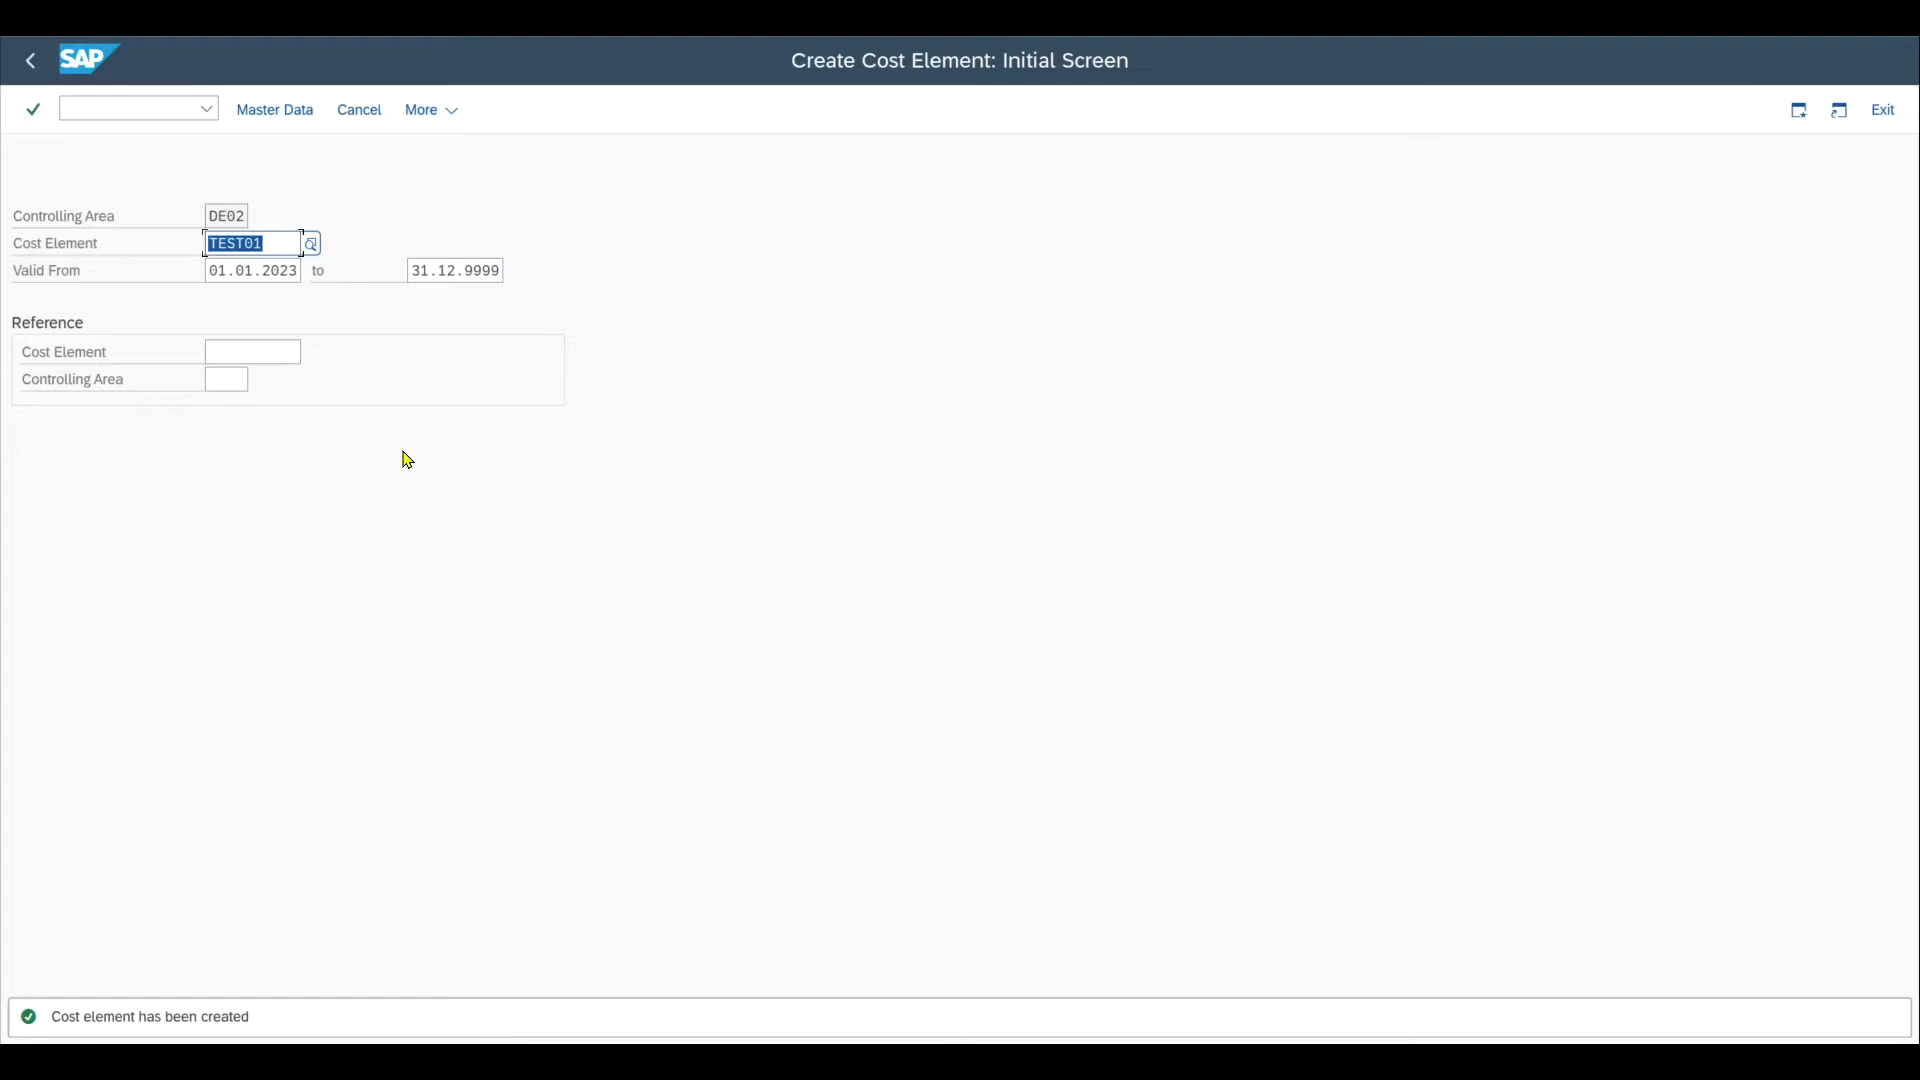 SAP
Create Cost Element: Initial Screen
Master Data Cancel More Exit
Controlling Area DE02
Cost Element TEST01
Valid From 01.01.2023 to 31.12.9999
Reference
Cost Element
Controlling Area
Cost element has been created